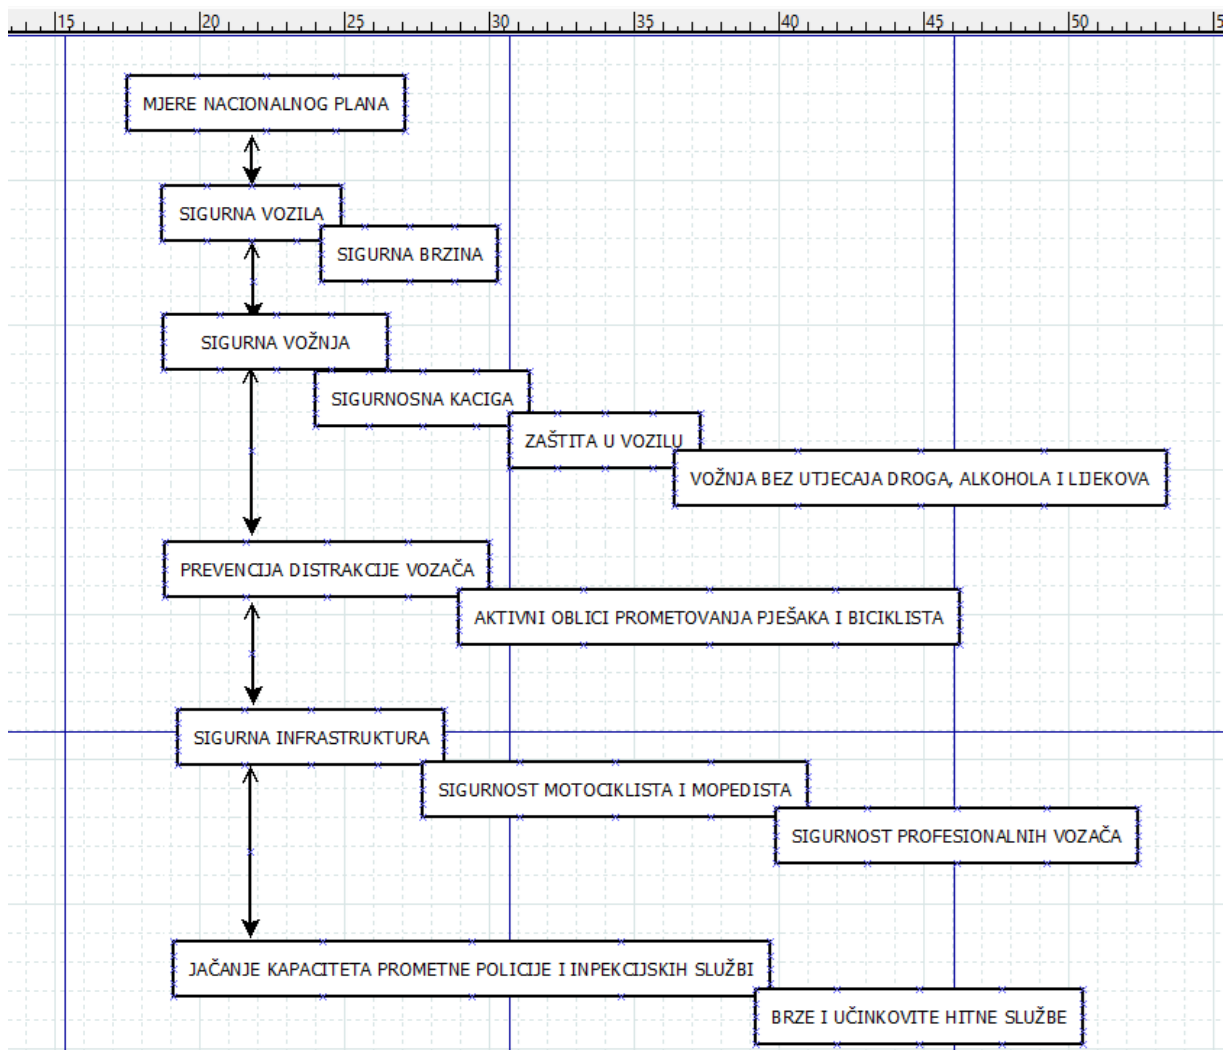 15 20 25 30 35 40 45 50 55
MJERE NACIONALNOG PLANA
SIGURNA VOZILA
SIGURNA BRZINA
SIGURNA VOŽNJA
SIGURNOSNA KACIGA
ZAŠTITA U VOZILU
VOŽNJA BEZ UTJECAJA DROGA, ALKOHOLA I LIJEKOVA
PREVENCIJA DISTRAKCIJE VOZAČA
AKTIVNI OBLICI PROMETOVANJA PJEŠAKA I BICIKLISTA
SIGURNA INFRASTRUKTURA
SIGURNOST MOTOCIKLISTA I MOPEDISTA
SIGURNOST PROFESIONALNIH VOZAČA
JAČANJE KAPACITETA PROMETNE POLICIJE I INPEKCIJSKIH SLUŽBI
BRZE I UČINKOVITE HITNE SLUŽBE